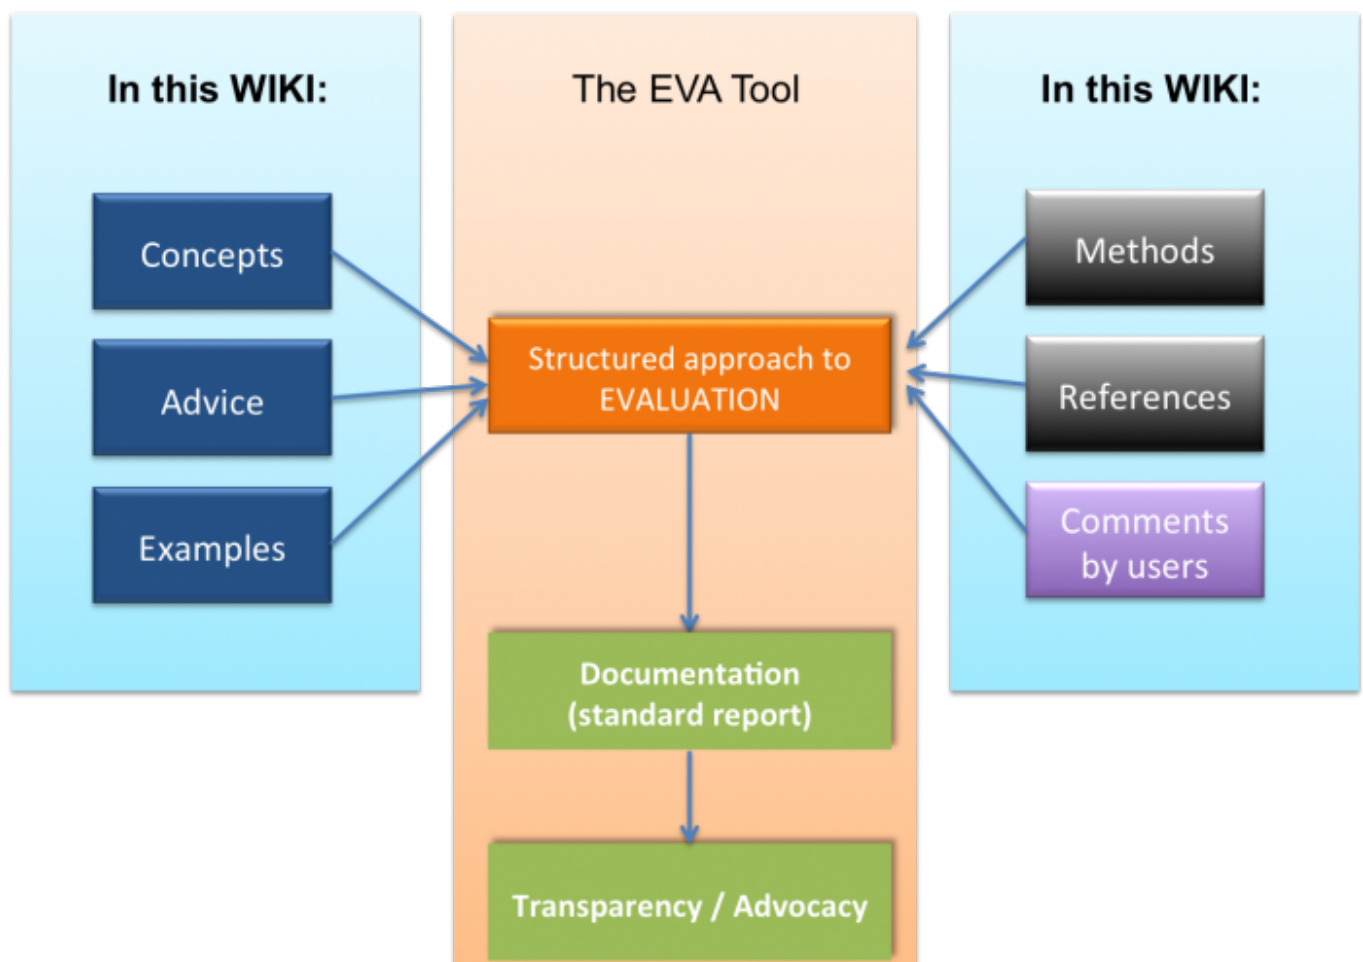 In this WIKI:
Concepts
Advice
Examples
The EVA Tool
Structured approach to
EVALUATION
Documentation
(standard report)
Transparency / Advocacy
In this WIKI:
Methods
References
Comments
by users